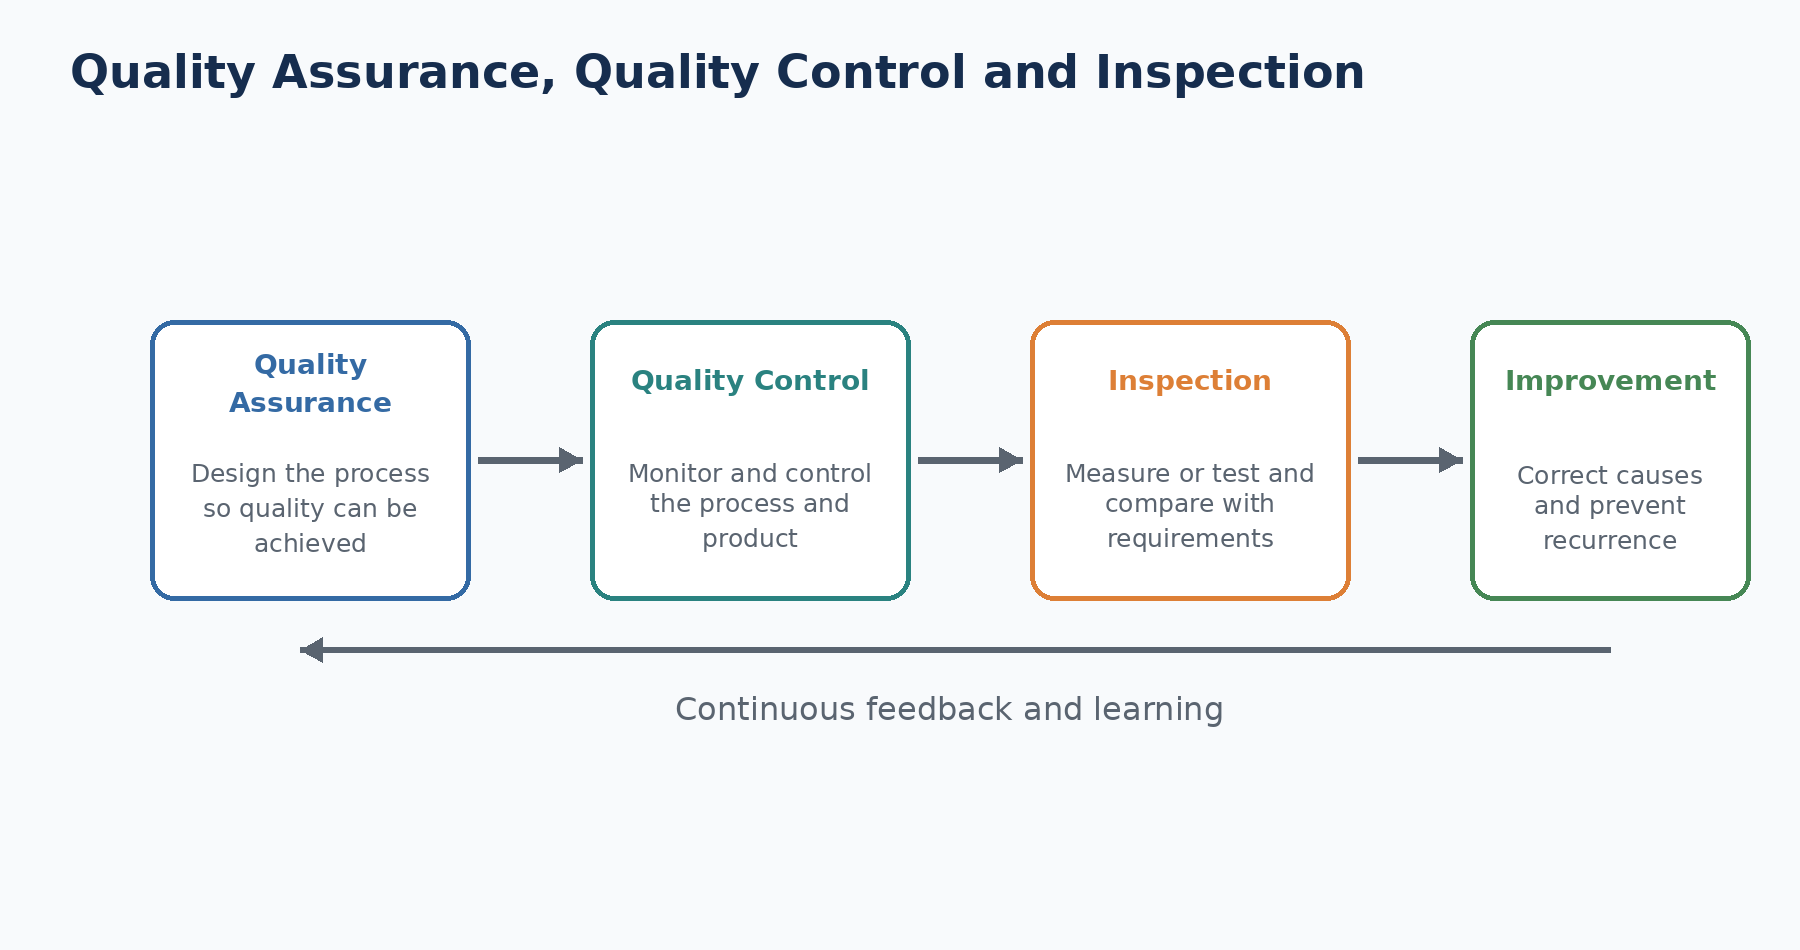 Quality Assurance, Quality Control and Inspection
Quality
Assurance
Design the process
so quality can be
achieved
Quality Control
Monitor and control
the process and
product
Inspection
Measure or test and
compare with
requirements
Improvement
Correct causes
and prevent
recurrence
Continuous feedback and learning